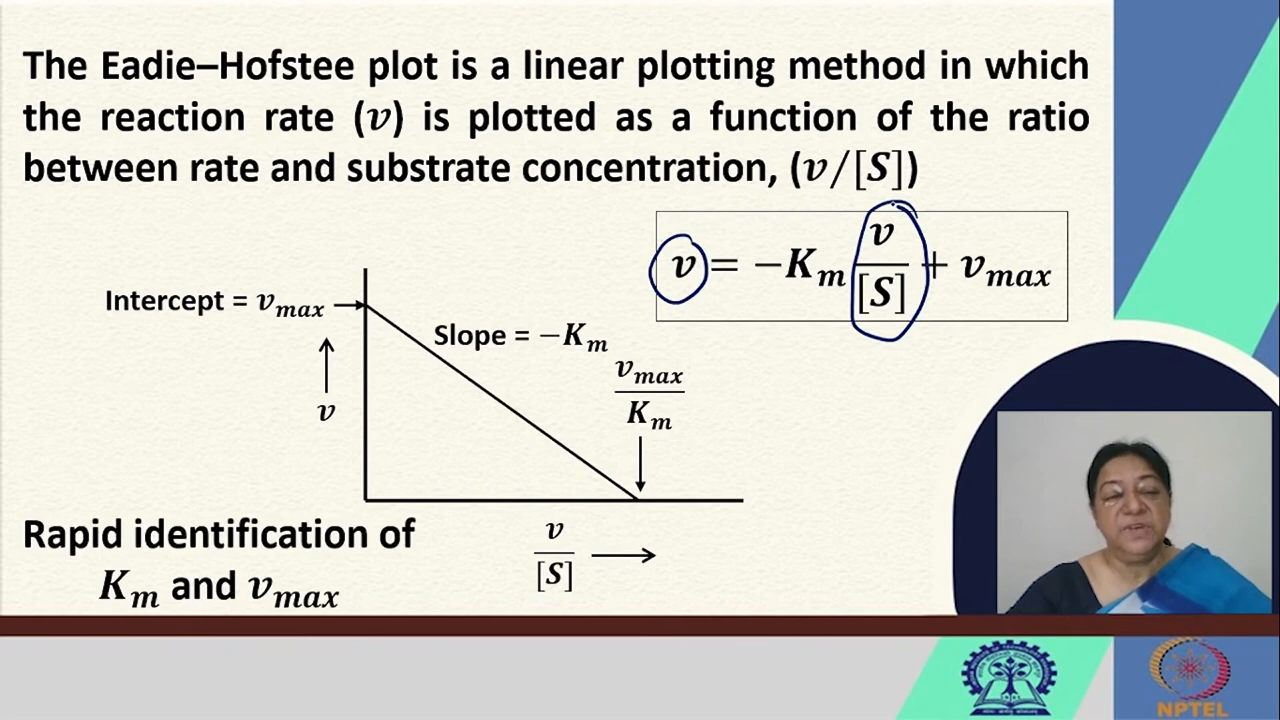 The Eadie–Hofstee plot is a linear plotting method in which
the reaction rate (v) is plotted as a function of the ratio
between rate and substrate concentration, (v/[S])
v = −Km v/[S] + vmax
Intercept = vmax
Slope = −Km
vmax/Km
v
Rapid identification of
Km and vmax
v/[S]
NPTEL